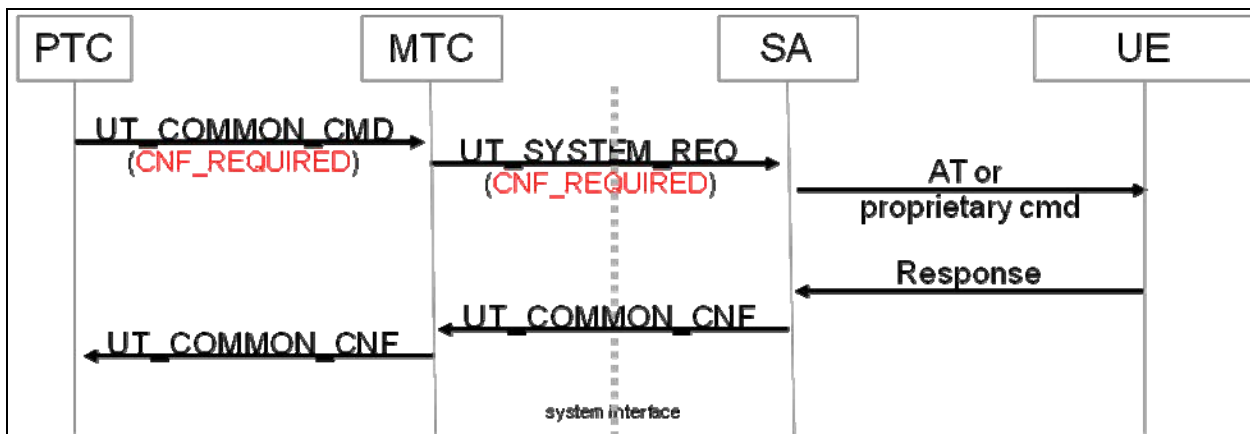 PTC MTC SA UE
UT_COMMON_CMD
(CNF_REQUIRED)
UT_SYSTEM_REQ
(CNF_REQUIRED)
AT or
proprietary cmd
Response
UT_COMMON_CNF
UT_COMMON_CNF
system interface